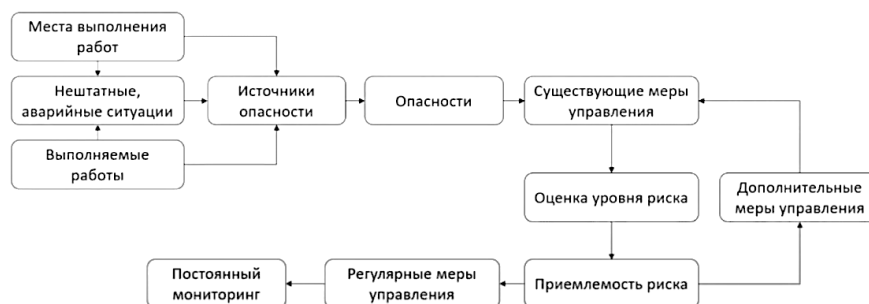 Места выполнения
работ
Нештатные,
аварийные ситуации
Источники
опасности
Опасности
Существующие меры
управления
Выполняемые
работы
Оценка уровня риска
Дополнительные
меры управления
Постоянный
мониторинг
Регулярные меры
управления
Приемлемость риска